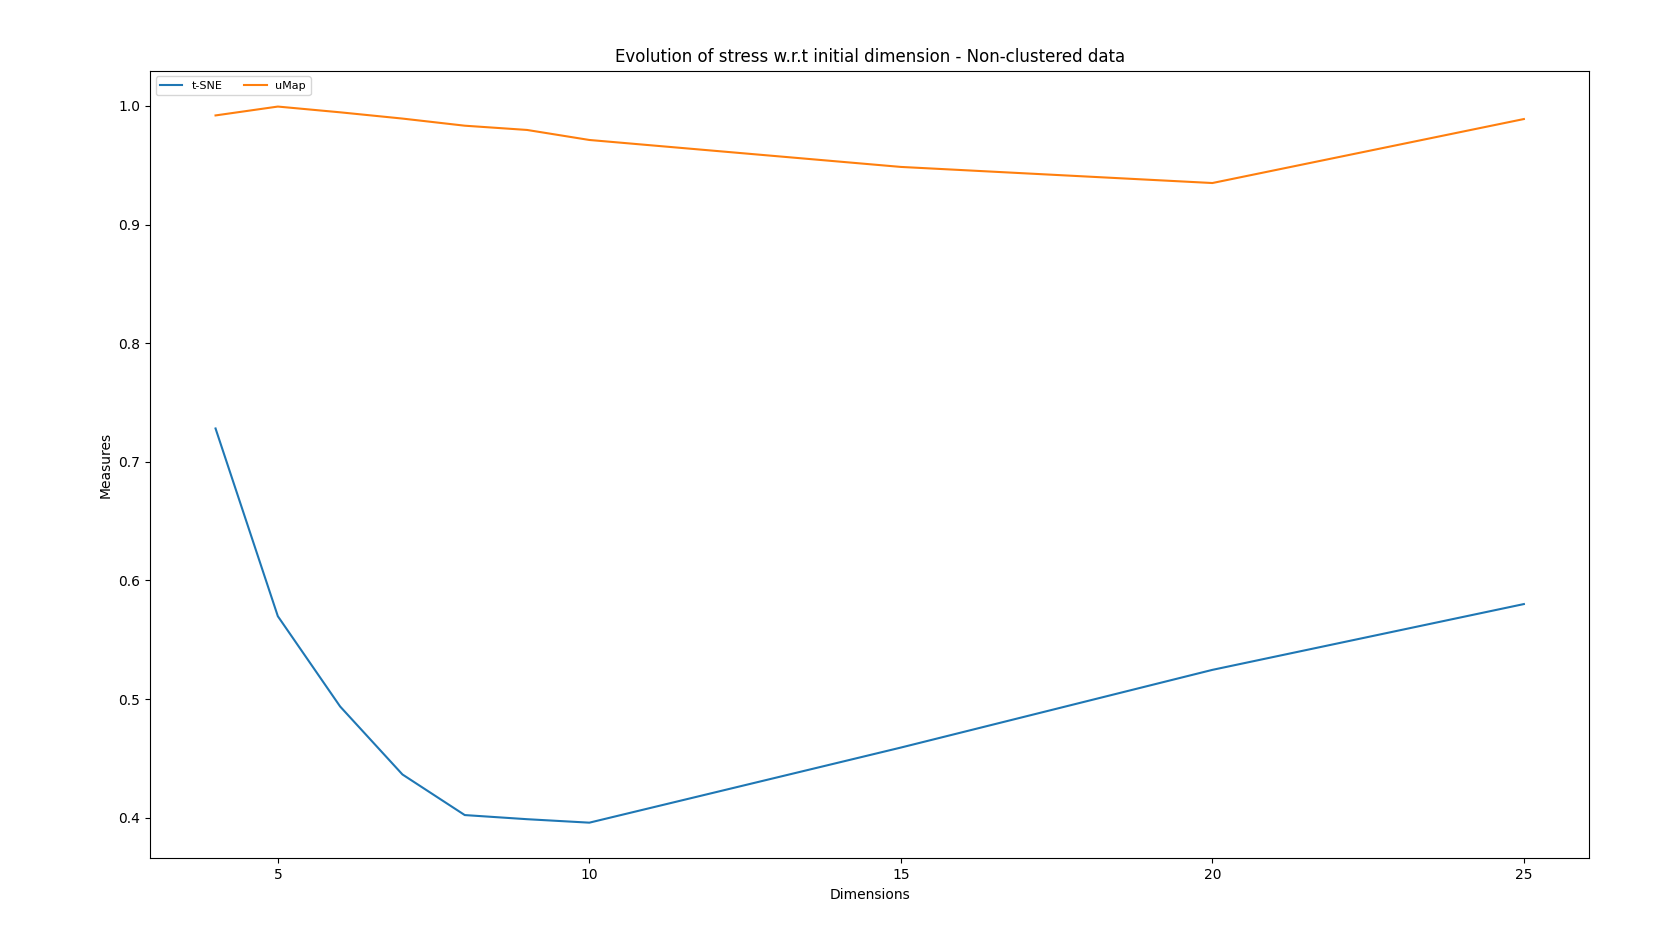 Evolution of stress w.r.t initial dimension - Non-clustered data
t-SNE uMap
1.0
0.9
0.8
0.7
0.6
0.5
0.4
Measures
5 10 15 20 25
Dimensions